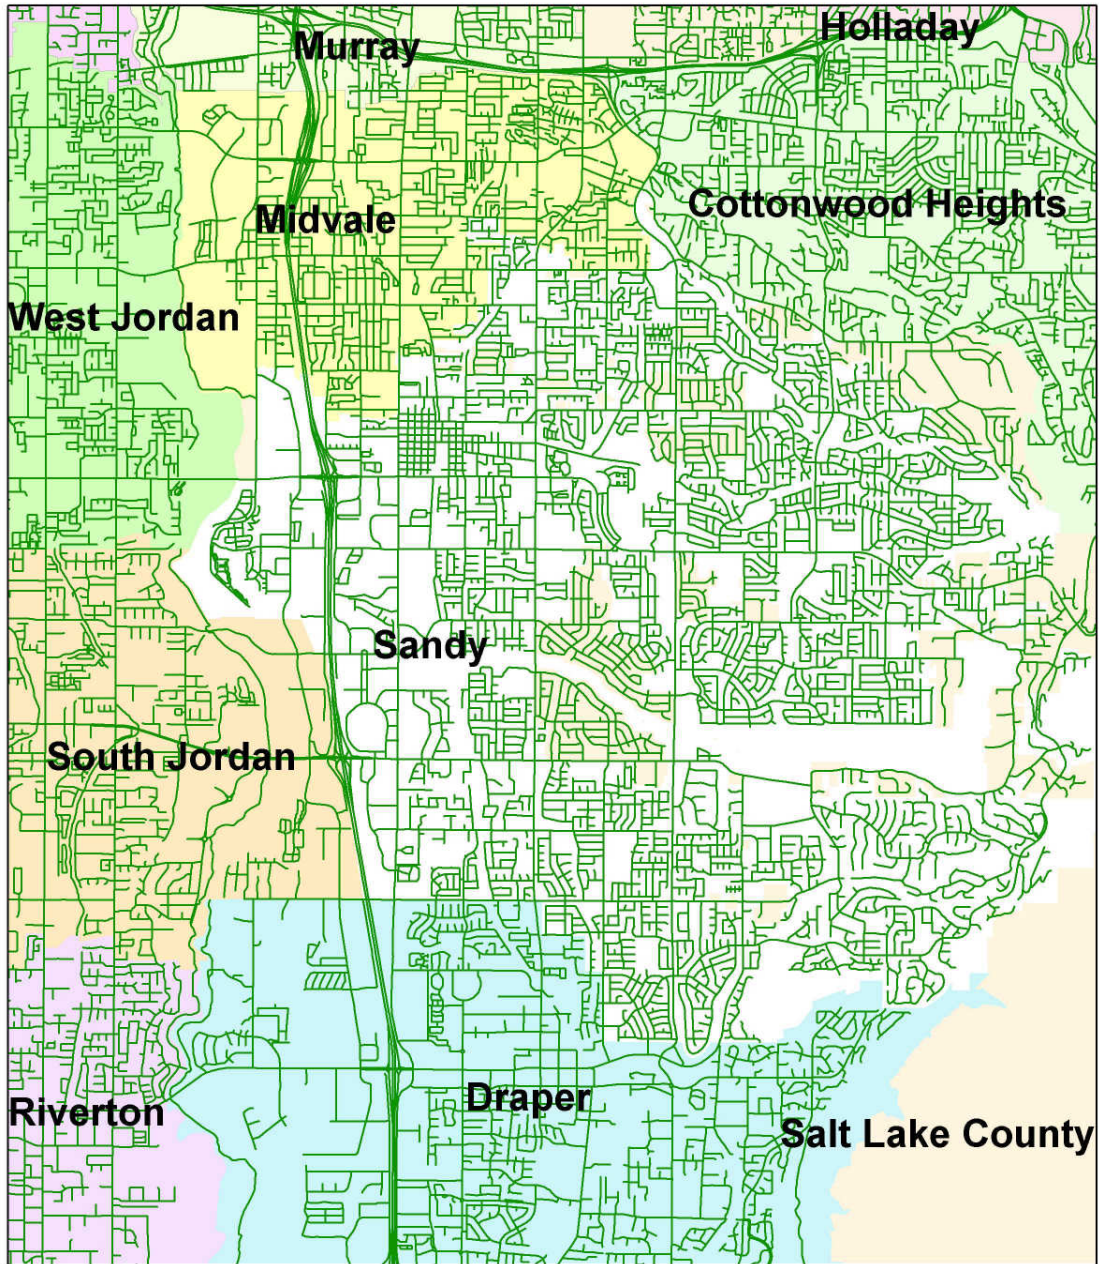 Holladay
Murray
Cottonwood Heights
Midvale
West Jordan
Sandy
South Jordan
Draper
Riverton
Salt Lake County